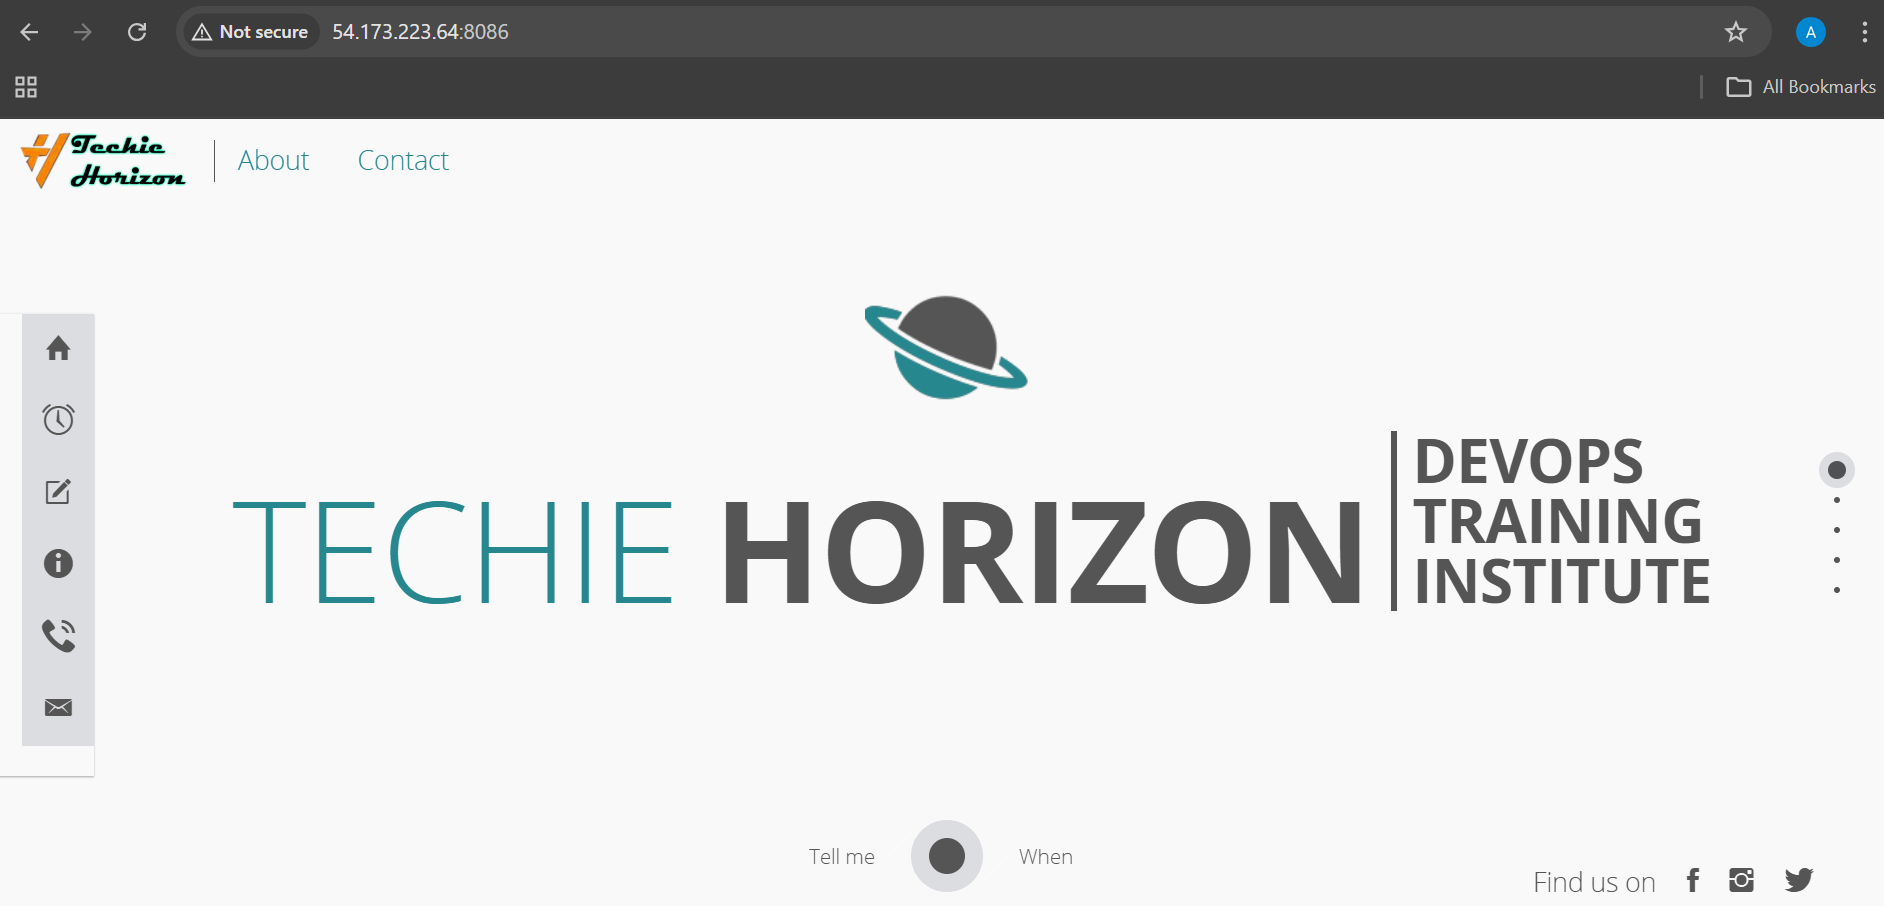 Not secure
54.173.223.64:8086
A
All Bookmarks
Techie
Horizon
About
Contact
TECHIE HORIZON
DEVOPS
TRAINING
INSTITUTE
Tell me
When
Find us on